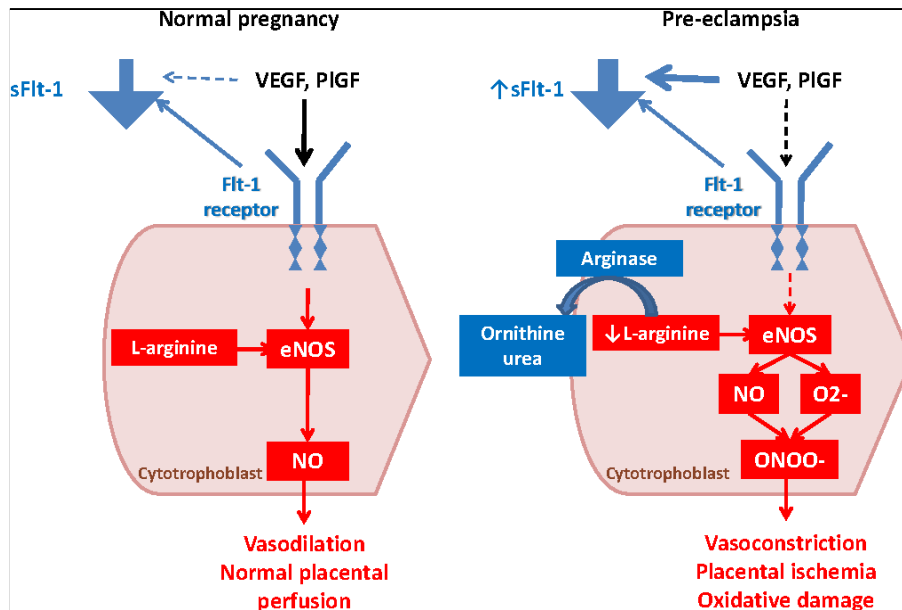 Normal pregnancy
sFlt-1
VEGF, PlGF
Flt-1
receptor
L-arginine
eNOS
NO
Cytotrophoblast
Vasodilation
Normal placental
perfusion
Pre-eclampsia
↑sFlt-1
VEGF, PlGF
Flt-1
receptor
Arginase
Ornithine
urea
↓L-arginine
eNOS
NO
O2-
ONOO-
Cytotrophoblast
Vasoconstriction
Placental ischemia
Oxidative damage